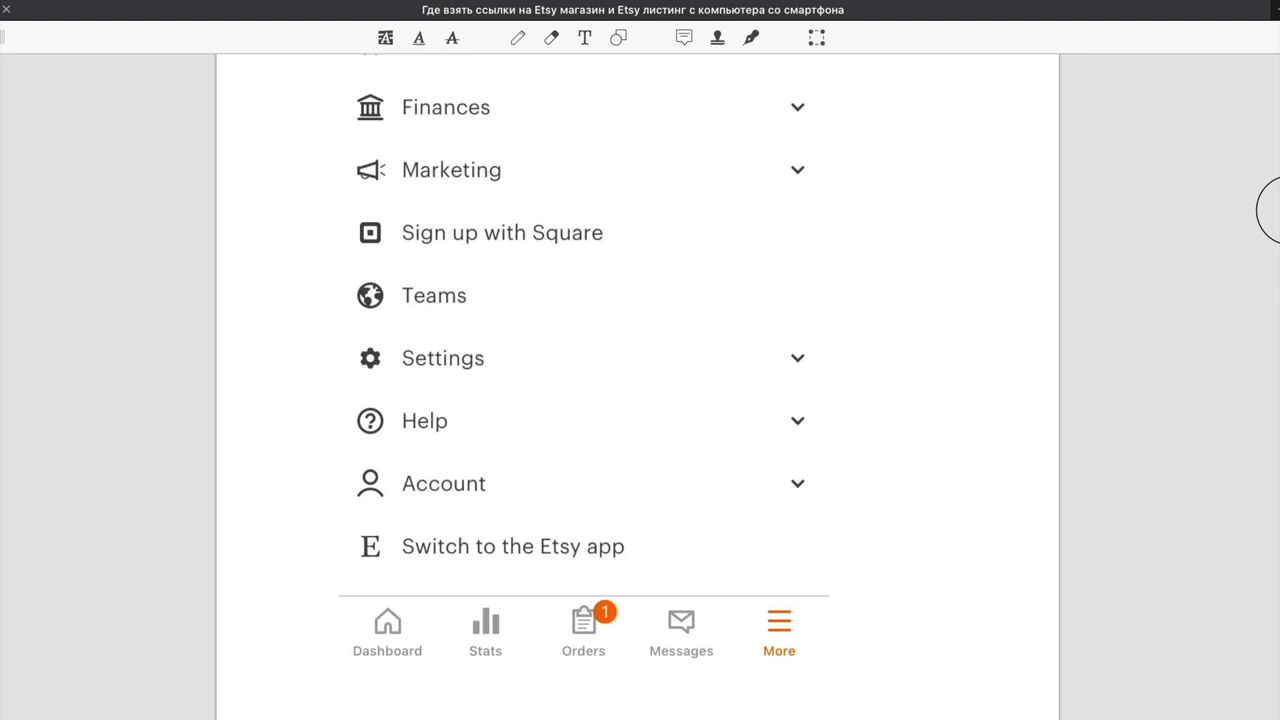 Где взять ссылки на Etsy магазин и Etsy листинг с компьютера со смартфона
Finances
Marketing
Sign up with Square
Teams
Settings
Help
Account
E Switch to the Etsy app
1
Dashboard Stats Orders Messages More